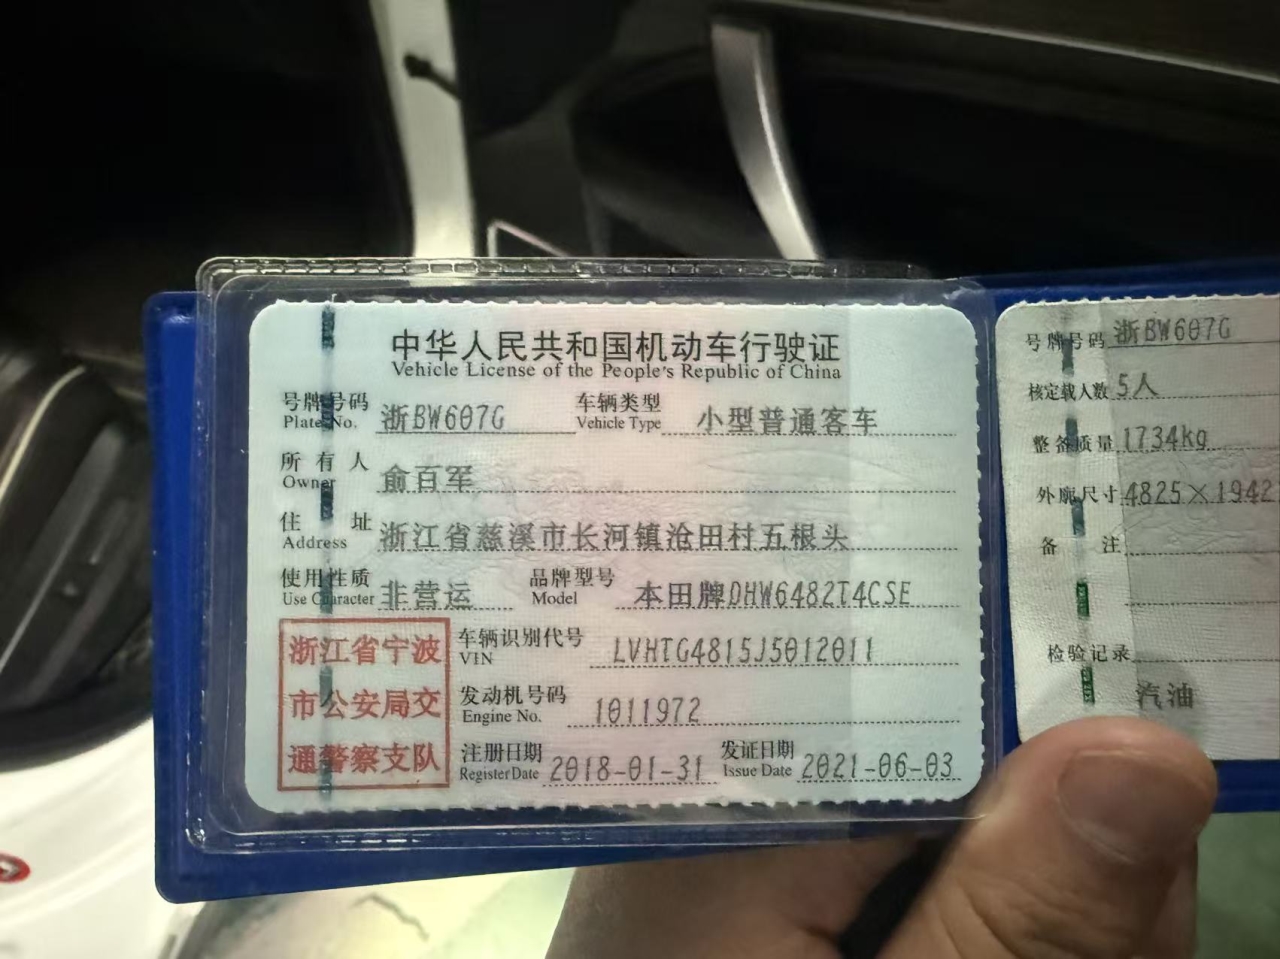 中华人民共和国机动车行驶证
Vehicle License of the People's Republic of China
号牌号码 浙BW607G 车辆类型 小型普通客车
Plate No. Vehicle Type
所有人 俞百军
Owner
住址 浙江省慈溪市长河镇沧田村五根头
Address
使用性质 非营运 品牌型号 本田牌DHW6482T4CSE
Use Character Model
浙江省宁波
市公安局交
通警察支队
车辆识别代号 LVHTG4815J5012011
VIN
发动机号码 1011972
Engine No.
注册日期 2018-01-31 发证日期 2021-06-03
Register Date Issue Date
号牌号码 浙BW607G
核定载人数 5人
整备质量 1734kg
外廓尺寸 4825×1942
备注
检验记录
汽油